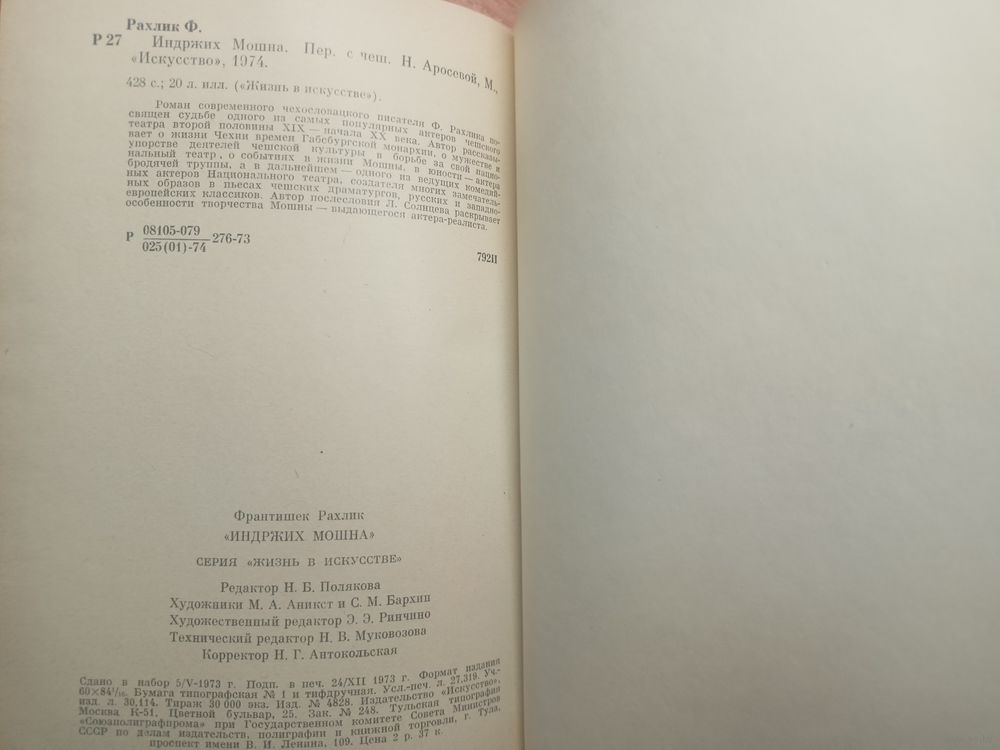 Рахлик Ф.
Р 27 Индржих Мошна. Пер. с чеш. Н. Аросевой, М.,
«Искусство», 1974.
428 с.; 20 л. илл. («Жизнь в искусстве»).
Роман современного чехословацкого писателя Ф. Рахлика по-
священ судьбе одного из самых популярных актеров чешского
театра второй половины XIX — начала XX века. Автор рассказы-
вает о жизни Чехии времен Габсбургской монархии, о мужестве и
упорстве деятелей чешской культуры в борьбе за свой нацио-
нальный театр, о событиях и жизни Мошны, в юности — актера
бродячей труппы, а в дальнейшем — одного из ведущих комедий-
ных актеров Национального театра, создателя многих замечатель-
ных образов в пьесах чешских драматургов, русских и западно-
европейских классиков. Автор послесловия Л. Солнцева раскрывает
особенности творчества Мошны — выдающегося актера-реалиста.
Р 08105-079
025(01)-74 276-73
792И
Франтишек Рахлик
«ИНДРЖИХ МОШНА»
СЕРИЯ «ЖИЗНЬ В ИСКУССТВЕ»
Редактор Н. Б. Полякова
Художники М. А. Аникст и С. М. Бархин
Художественный редактор Э. Э. Ринчино
Технический редактор Н. В. Муковозова
Корректор Н. Г. Антокольская
Сдано в набор 5/V-1973 г. Подп. в печ. 24/XII 1973 г. Формат издания
60×84¹/₁₆. Бумага типографская № 1 и тифдручная. Усл.-печ. л. 27,319. Уч.-
изд. л. 30,114. Тираж 30 000 экз. Изд. № 4828. Издательство «Искусство»,
Москва К-51, Цветной бульвар, 25. Зак. № 248. Тульская типография
«Союзполиграфпрома» при Государственном комитете Совета Министров
СССР по делам издательств, полиграфии и книжной торговли, г. Тула,
проспект имени В. И. Ленина, 109. Цена 2 р. 37 к.